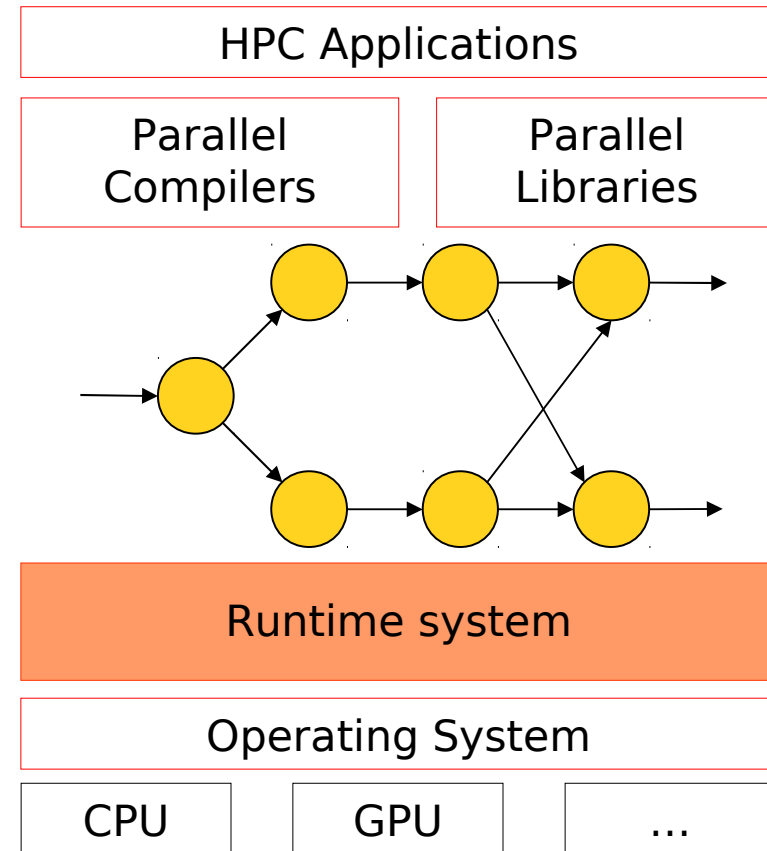 HPC Applications
Parallel
Compilers
Parallel
Libraries
Runtime system
Operating System
CPU
GPU
...